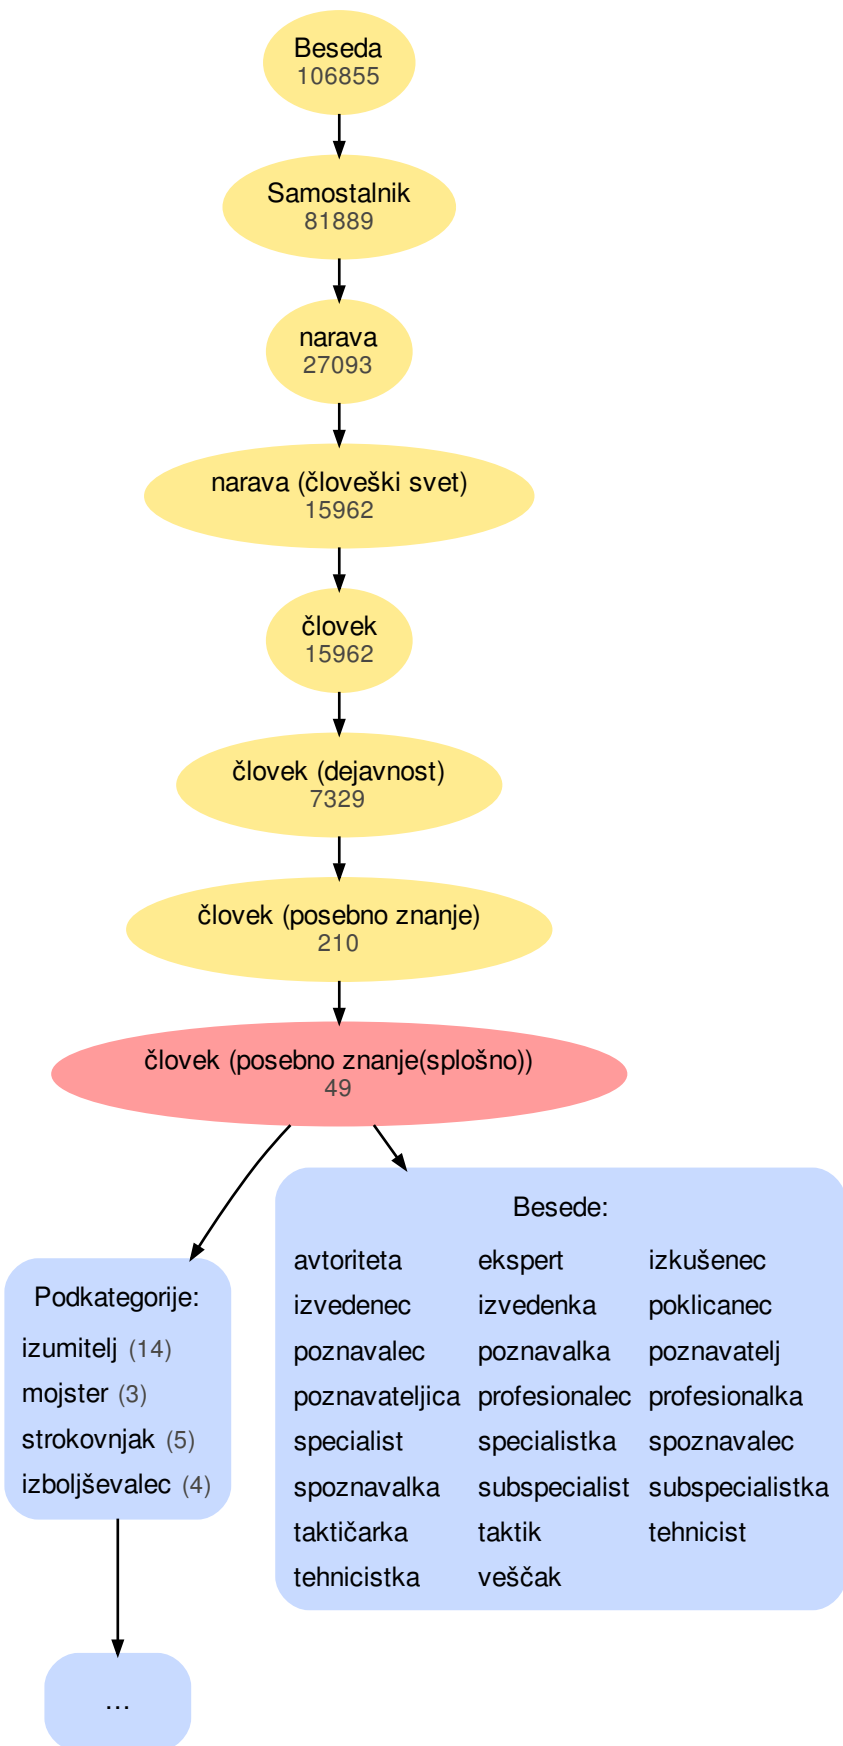 Beseda
106855
Samostalnik
81889
narava
27093
narava (človeški svet)
15962
človek
15962
človek (dejavnost)
7329
človek (posebno znanje)
210
človek (posebno znanje(splošno))
49
Podkategorije:
izumitelj (14)
mojster (3)
strokovnjak (5)
izboljševalec (4)
...
Besede:
avtoriteta ekspert izkušenec
izvedenec izvedenka poklicanec
poznavalec poznavalka poznavatelj
poznavateljica profesionalec profesionalka
specialist specialistka spoznavalec
spoznavalka subspecialist subspecialistka
taktičarka taktik tehnicist
tehnicistka veščak